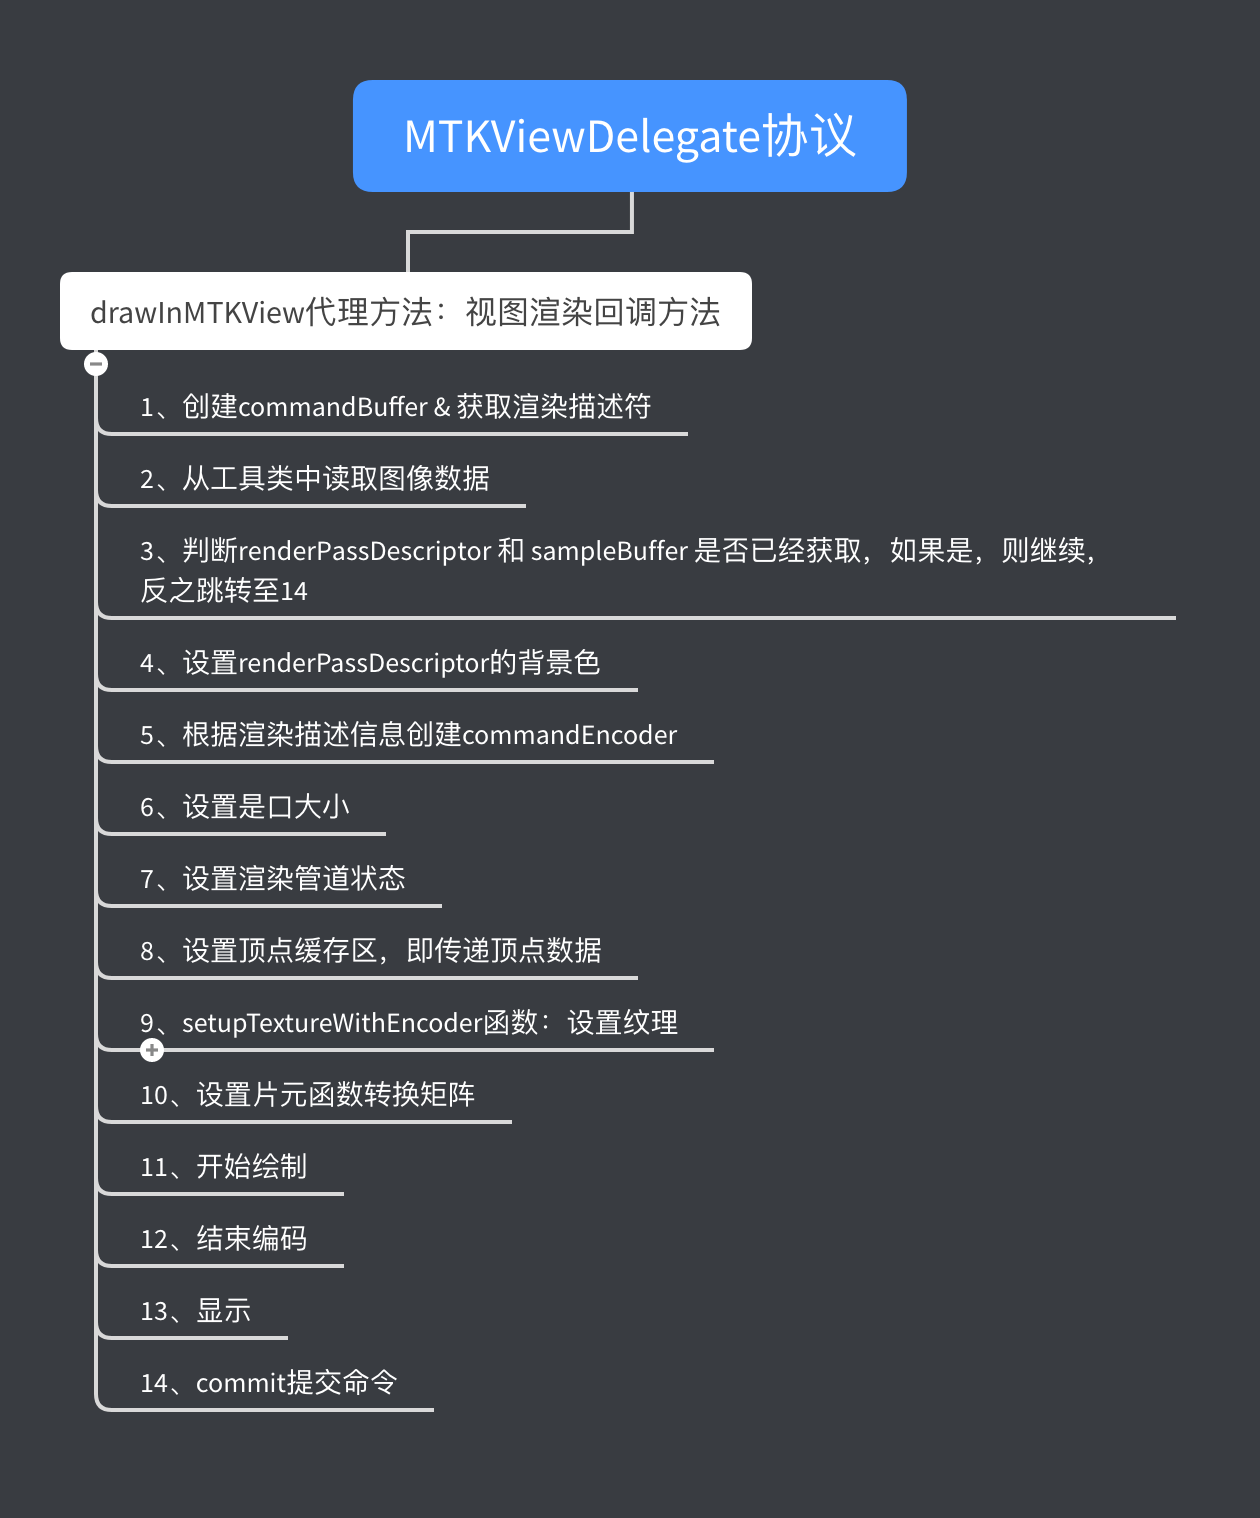 MTKViewDelegate协议
drawInMTKView代理方法：视图渲染回调方法
1、创建commandBuffer & 获取渲染描述符
2、从工具类中读取图像数据
3、判断renderPassDescriptor 和 sampleBuffer 是否已经获取，如果是，则继续，
反之跳转至14
4、设置renderPassDescriptor的背景色
5、根据渲染描述信息创建commandEncoder
6、设置是口大小
7、设置渲染管道状态
8、设置顶点缓存区，即传递顶点数据
9、setupTextureWithEncoder函数：设置纹理
10、设置片元函数转换矩阵
11、开始绘制
12、结束编码
13、显示
14、commit提交命令